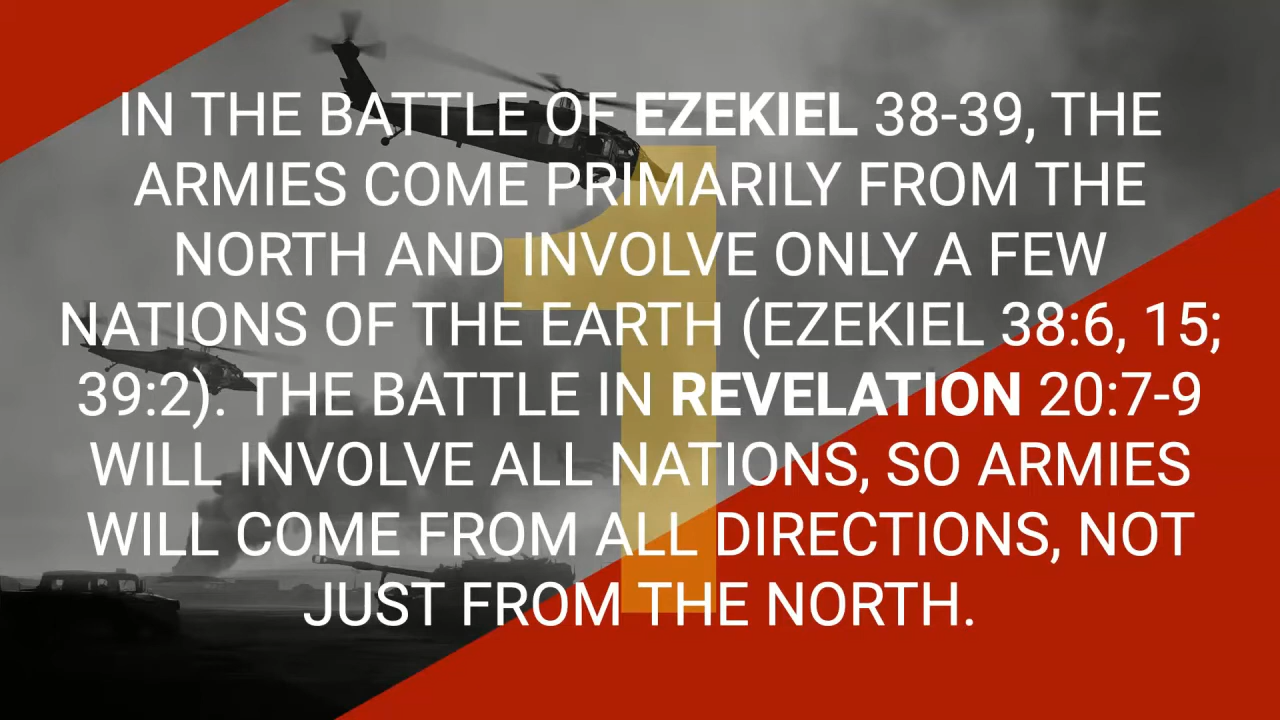 1
IN THE BATTLE OF EZEKIEL 38-39, THE
ARMIES COME PRIMARILY FROM THE
NORTH AND INVOLVE ONLY A FEW
NATIONS OF THE EARTH (EZEKIEL 38:6, 15;
39:2). THE BATTLE IN REVELATION 20:7-9
WILL INVOLVE ALL NATIONS, SO ARMIES
WILL COME FROM ALL DIRECTIONS, NOT
JUST FROM THE NORTH.